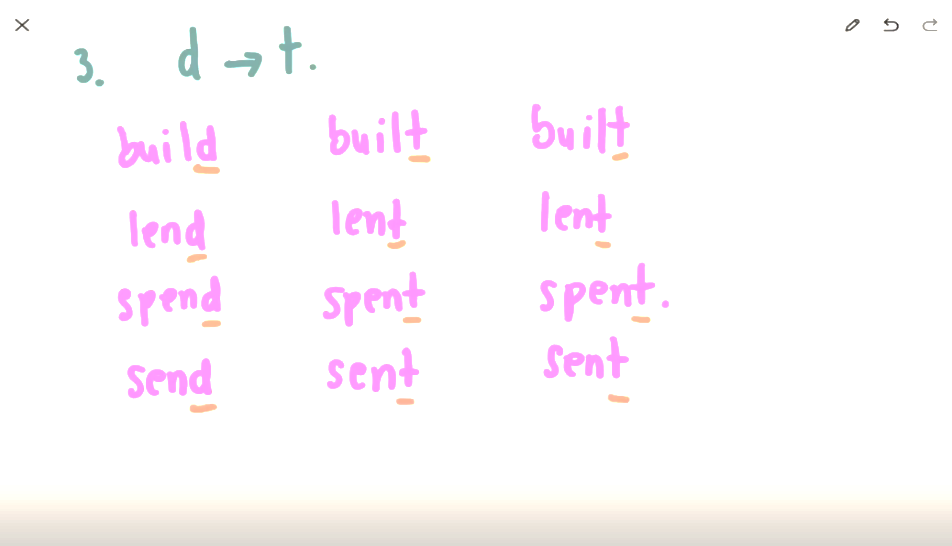 3. d → t.
build built built
lend lent lent
spend spent spent.
send sent sent